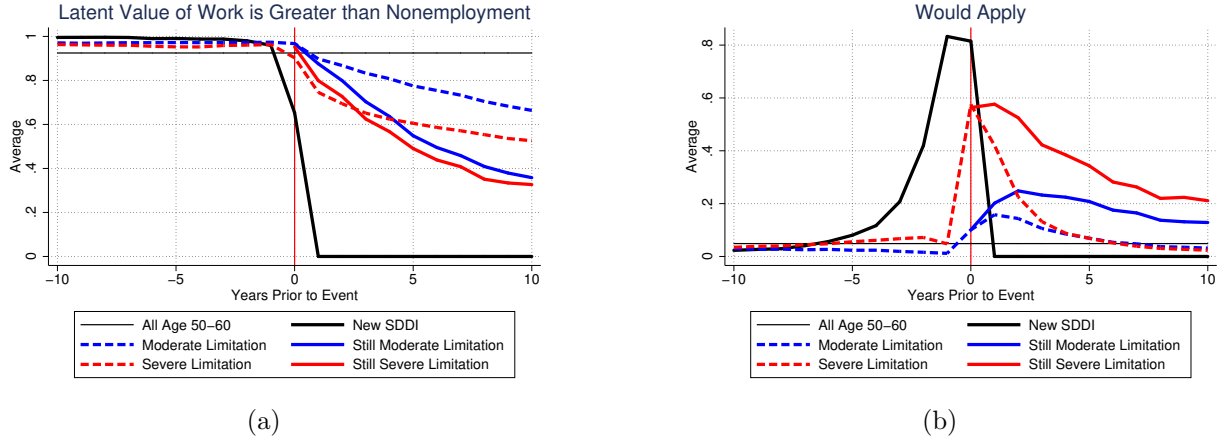 Latent Value of Work is Greater than Nonemployment
1
.8
.6
.4
.2
0
Average
-10
-5
0
5
10
Years Prior to Event
All Age 50-60
New SDDI
Moderate Limitation
Still Moderate Limitation
Severe Limitation
Still Severe Limitation
(a)
Would Apply
.8
.6
.4
.2
0
Average
-10
-5
0
5
10
Years Prior to Event
All Age 50-60
New SDDI
Moderate Limitation
Still Moderate Limitation
Severe Limitation
Still Severe Limitation
(b)